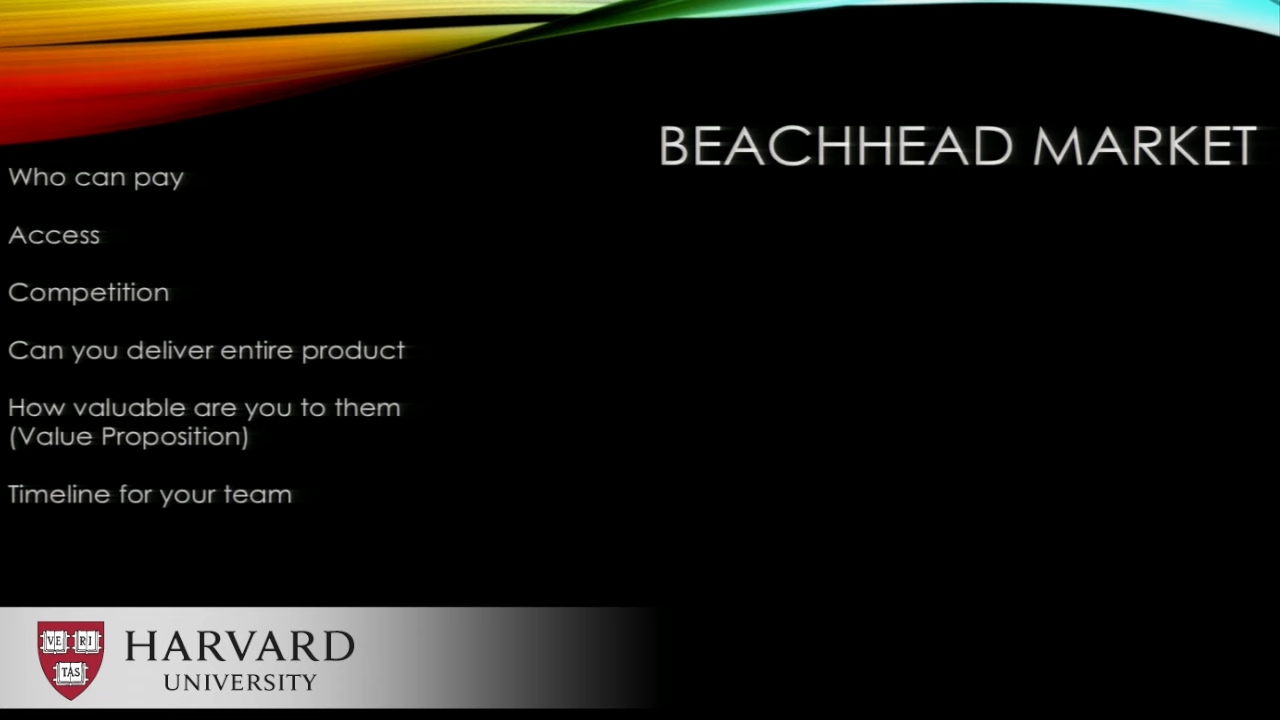 BEACHHEAD MARKET
Who can pay
Access
Competition
Can you deliver entire product
How valuable are you to them
(Value Proposition)
Timeline for your team
VE RI
TAS
HARVARD
UNIVERSITY